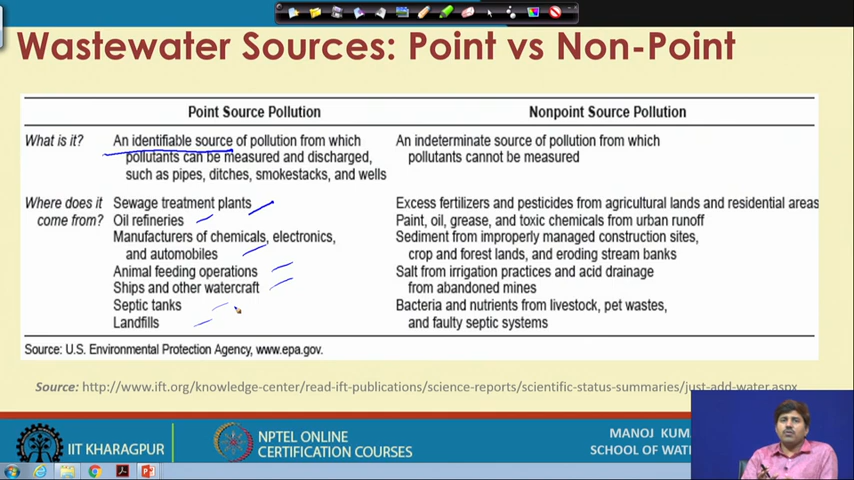 Wastewater Sources: Point vs Non-Point
Point Source Pollution
Nonpoint Source Pollution
What is it?
An identifiable source of pollution from which
pollutants can be measured and discharged,
such as pipes, ditches, smokestacks, and wells
An indeterminate source of pollution from which
pollutants cannot be measured
Where does it
come from?
Sewage treatment plants
Oil refineries
Manufacturers of chemicals, electronics,
and automobiles
Animal feeding operations
Ships and other watercraft
Septic tanks
Landfills
Excess fertilizers and pesticides from agricultural lands and residential areas
Paint, oil, grease, and toxic chemicals from urban runoff
Sediment from improperly managed construction sites,
crop and forest lands, and eroding stream banks
Salt from irrigation practices and acid drainage
from abandoned mines
Bacteria and nutrients from livestock, pet wastes,
and faulty septic systems
Source: U.S. Environmental Protection Agency, www.epa.gov.
Source: http://www.ift.org/knowledge-center/read-ift-publications/science-reports/scientific-status-summaries/just-add-water.aspx
IIT KHARAGPUR
NPTEL ONLINE
CERTIFICATION COURSES
MANOJ KUM
SCHOOL OF WA